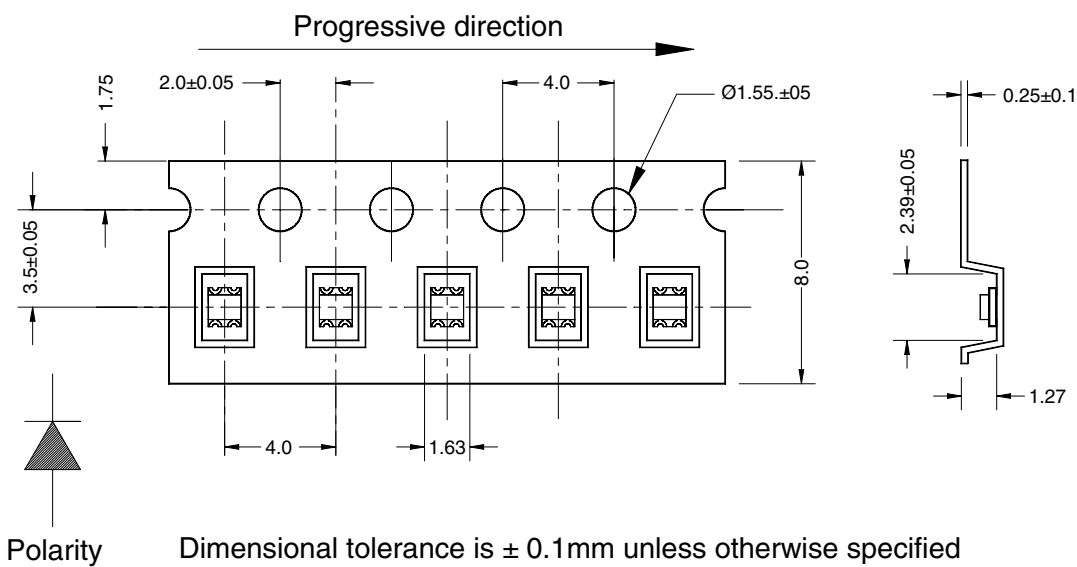 Progressive direction
1.75
2.0±0.05
4.0
Ø1.55.±05
0.25±0.1
3.5±0.05
8.0
2.39±0.05
1.27
4.0
1.63
Polarity
Dimensional tolerance is ± 0.1mm unless otherwise specified